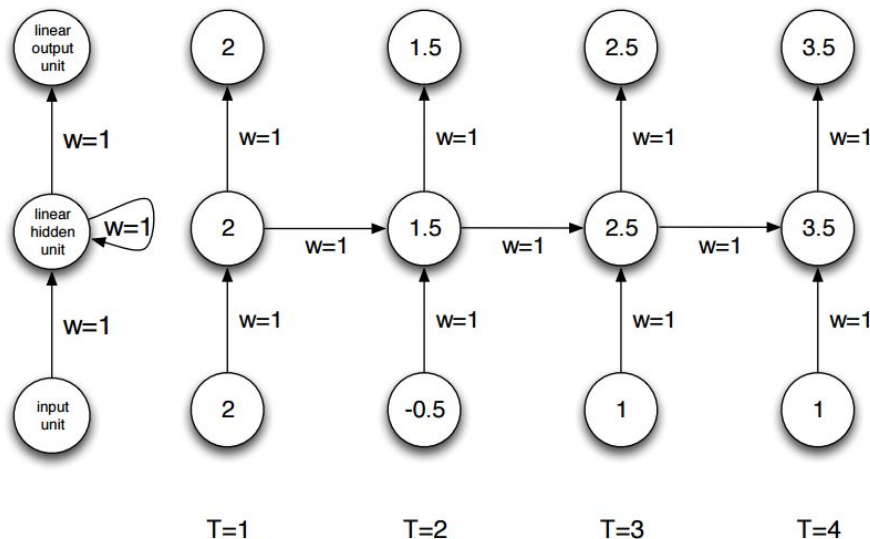 linear
output
unit
2
1.5
2.5
3.5
w=1
w=1
w=1
w=1
w=1
linear
hidden
unit
w=1
2
1.5
2.5
3.5
w=1
w=1
w=1
w=1
w=1
w=1
w=1
w=1
input
unit
2
-0.5
1
1
T=1
T=2
T=3
T=4